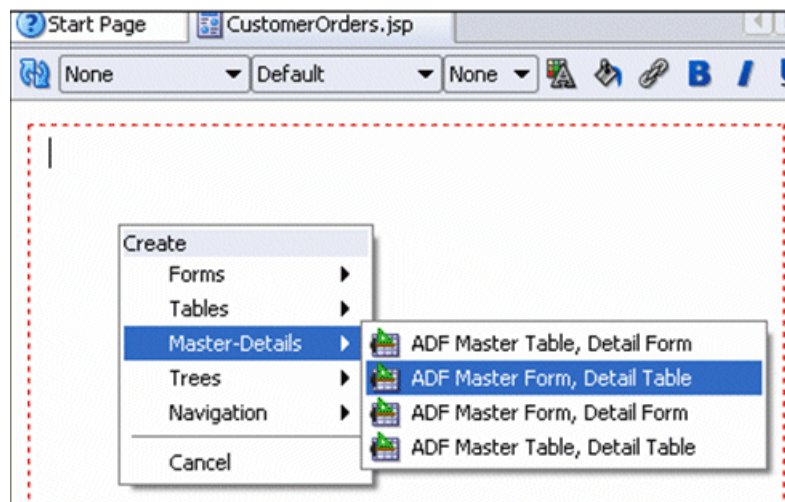 Start Page CustomerOrders.jsp
None Default None A B I
Create
Forms
Tables
Master-Details
ADF Master Table, Detail Form
Trees
ADF Master Form, Detail Table
Navigation
ADF Master Form, Detail Form
ADF Master Table, Detail Table
Cancel